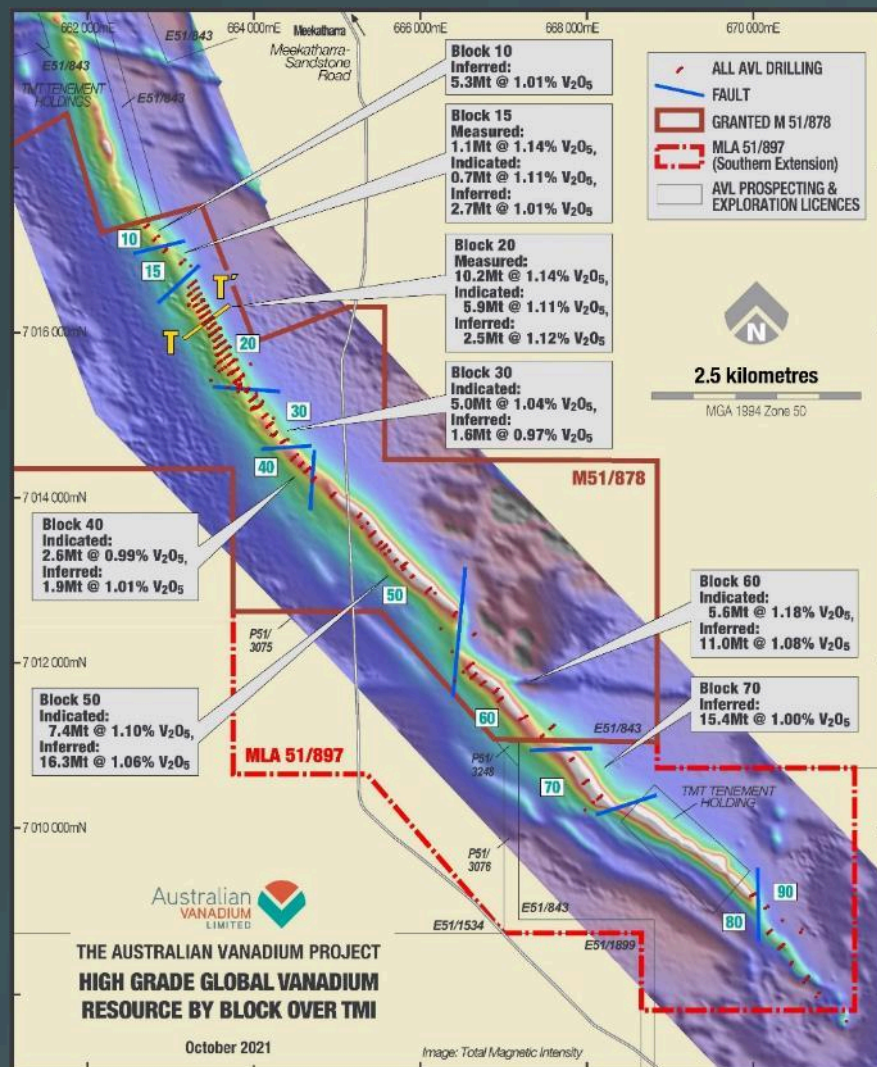 662 000mE
664 000mE
666 000mE
668 000mE
670 000mE
Meekatharra
Meekatharra-
Sandstone
Road
E51/843
E51/843
E51/843
TMT TENEMENT
HOLDINGS
Block 10
Inferred:
5.3Mt @ 1.01% V₂O₅
Block 15
Measured:
1.1Mt @ 1.14% V₂O₅,
Indicated:
0.7Mt @ 1.11% V₂O₅,
Inferred:
2.7Mt @ 1.01% V₂O₅
Block 20
Measured:
10.2Mt @ 1.14% V₂O₅,
Indicated:
5.9Mt @ 1.11% V₂O₅,
Inferred:
2.5Mt @ 1.12% V₂O₅
Block 30
Indicated:
5.0Mt @ 1.04% V₂O₅,
Inferred:
1.6Mt @ 0.97% V₂O₅
ALL AVL DRILLING
FAULT
GRANTED M 51/878
MLA 51/897
(Southern Extension)
AVL PROSPECTING &
EXPLORATION LICENCES
N
2.5 kilometres
MGA 1994 Zone 50
10
15
T
T´
20
30
40
50
60
70
80
90
7 016 000mN
7 014 000mN
7 012 000mN
7 010 000mN
M51/878
Block 40
Indicated:
2.6Mt @ 0.99% V₂O₅,
Inferred:
1.9Mt @ 1.01% V₂O₅
Block 50
Indicated:
7.4Mt @ 1.10% V₂O₅,
Inferred:
16.3Mt @ 1.06% V₂O₅
Block 60
Indicated:
5.6Mt @ 1.18% V₂O₅,
Inferred:
11.0Mt @ 1.08% V₂O₅
Block 70
Inferred:
15.4Mt @ 1.00% V₂O₅
P51/
3075
MLA 51/897
E51/843
P51/
3248
TMT TENEMENT
HOLDING
P51/
3076
E51/843
E51/1534
E51/1899
Australian
VANADIUM
LIMITED
THE AUSTRALIAN VANADIUM PROJECT
HIGH GRADE GLOBAL VANADIUM
RESOURCE BY BLOCK OVER TMI
October 2021
Image: Total Magnetic Intensity